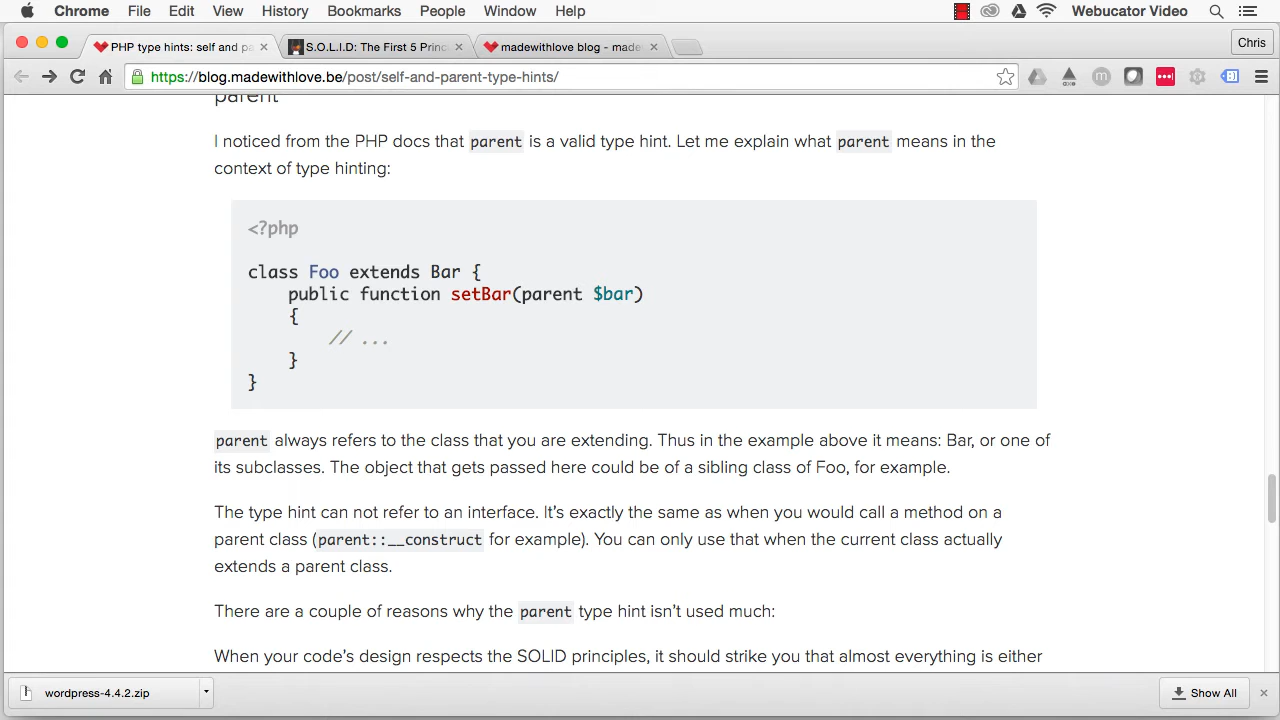 Chrome File Edit View History Bookmarks People Window Help Webucator Video
PHP type hints: self and pa
S.O.L.I.D: The First 5 Princ
madewithlove blog - made
Chris
https://blog.madewithlove.be/post/self-and-parent-type-hints/
parent
I noticed from the PHP docs that parent is a valid type hint. Let me explain what parent means in the
context of type hinting:
<?php
class Foo extends Bar {
public function setBar(parent $bar)
{
// ...
}
}
parent always refers to the class that you are extending. Thus in the example above it means: Bar, or one of
its subclasses. The object that gets passed here could be of a sibling class of Foo, for example.
The type hint can not refer to an interface. It’s exactly the same as when you would call a method on a
parent class (parent::__construct for example). You can only use that when the current class actually
extends a parent class.
There are a couple of reasons why the parent type hint isn’t used much:
When your code’s design respects the SOLID principles, it should strike you that almost everything is either
wordpress-4.4.2.zip
Show All